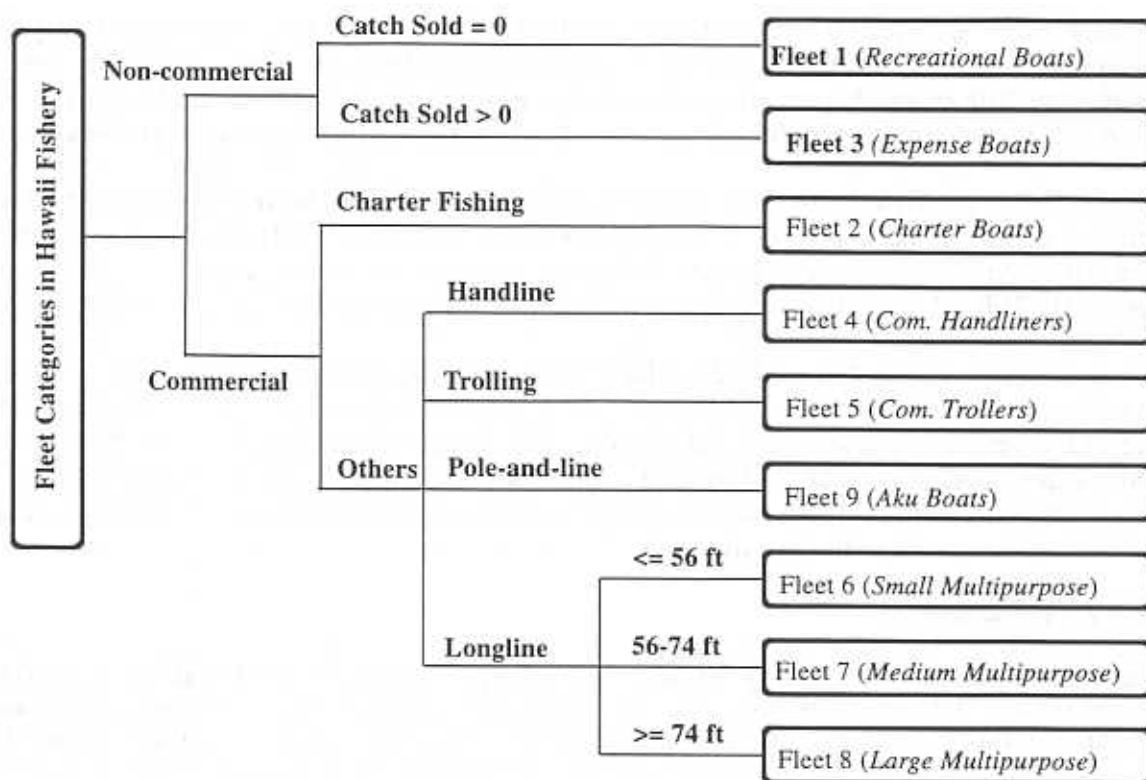 Fleet Categories in Hawaii Fishery
Non-commercial
Catch Sold = 0
Fleet 1 (Recreational Boats)
Catch Sold > 0
Fleet 3 (Expense Boats)
Commercial
Charter Fishing
Fleet 2 (Charter Boats)
Others
Handline
Fleet 4 (Com. Handliners)
Trolling
Fleet 5 (Com. Trollers)
Pole-and-line
Fleet 9 (Aku Boats)
Longline
<= 56 ft
Fleet 6 (Small Multipurpose)
56-74 ft
Fleet 7 (Medium Multipurpose)
>= 74 ft
Fleet 8 (Large Multipurpose)